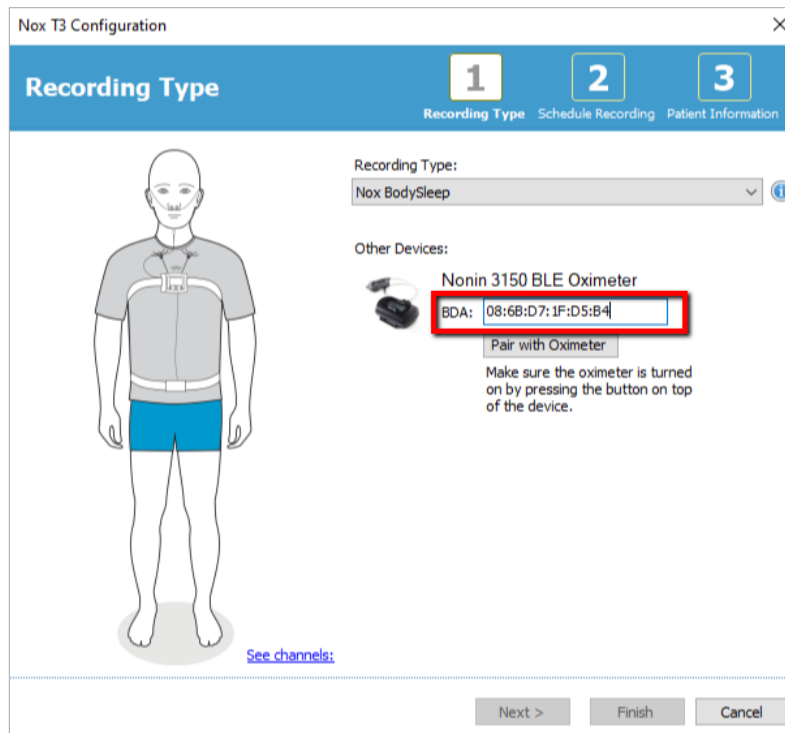 Nox T3 Configuration
Recording Type
1
2
3
Recording Type
Schedule Recording
Patient Information
Recording Type:
Nox BodySleep
Other Devices:
Nonin 3150 BLE Oximeter
BDA: 08:6B:D7:1F:D5:B4
Pair with Oximeter
Make sure the oximeter is turned
on by pressing the button on top
of the device.
See channels:
Next >
Finish
Cancel